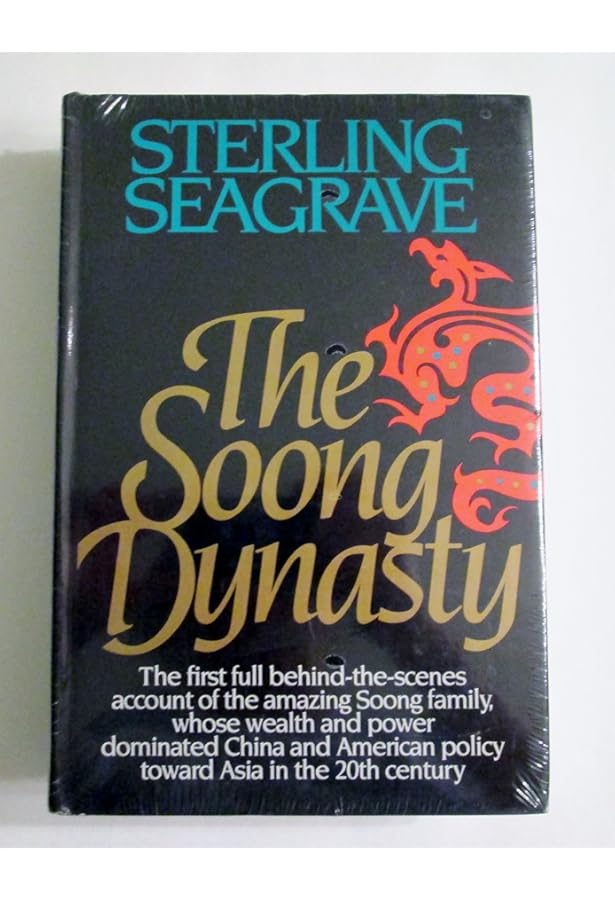 STERLING
SEAGRAVE
The
Soong
Dynasty
The first full behind-the-scenes
account of the amazing Soong family,
whose wealth and power
dominated China and American policy
toward Asia in the 20th century